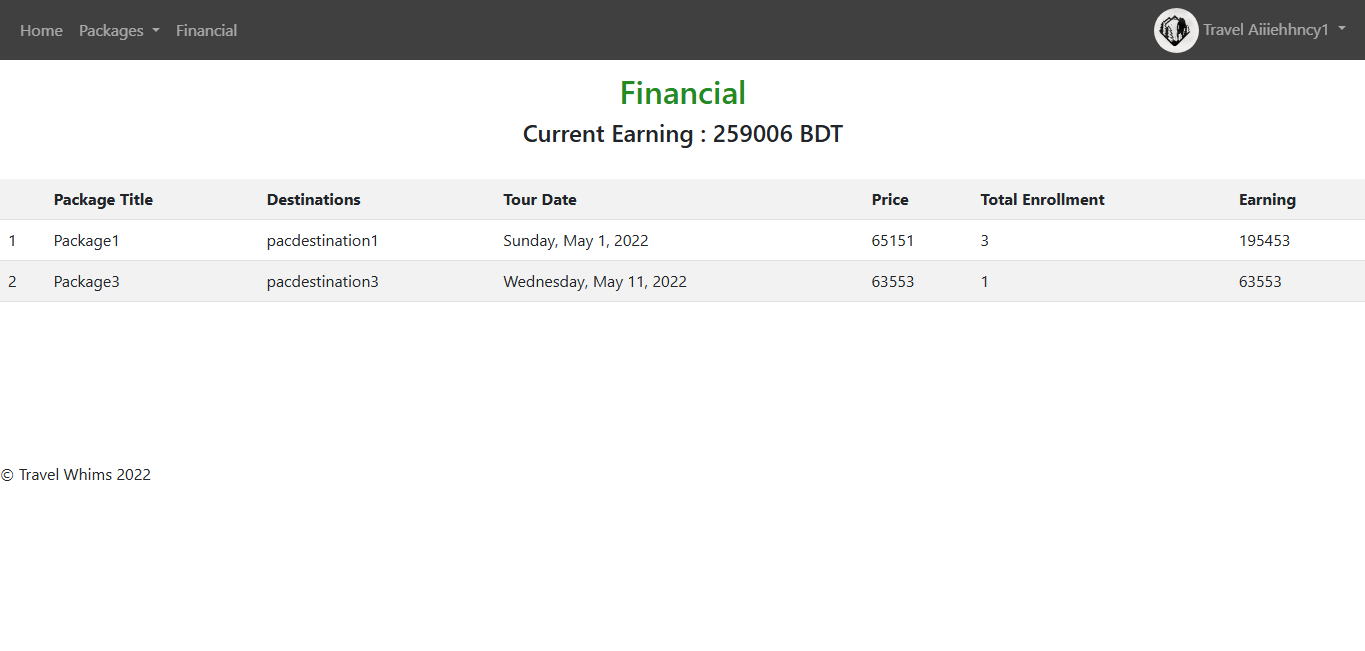 Home Packages Financial Travel Aiiiehhncy1
Financial
Current Earning : 259006 BDT
Package Title Destinations Tour Date Price Total Enrollment Earning
1 Package1 pacdestination1 Sunday, May 1, 2022 65151 3 195453
2 Package3 pacdestination3 Wednesday, May 11, 2022 63553 1 63553
© Travel Whims 2022